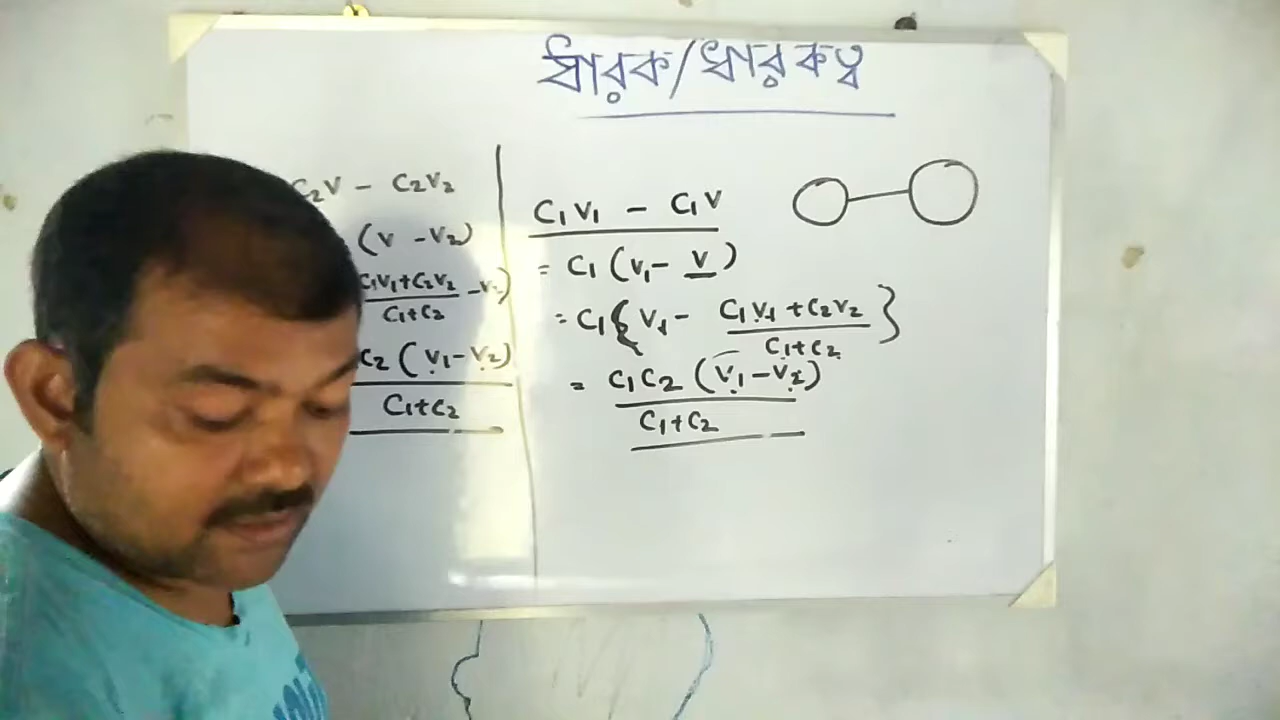 ধারক/ধারকত্ব
C₂V - C₂V₂
(V - V₂)
C₁V₁+C₂V₂ - V₂)
C₁+C₂
C₂ (V₁-V₂)
C₁+C₂
C₁V₁ - C₁V
= C₁ (V₁- V)
= C₁{ V₁ - C₁V₁+C₂V₂ }
C₁+C₂
= C₁C₂ (V₁-V₂)
C₁+C₂